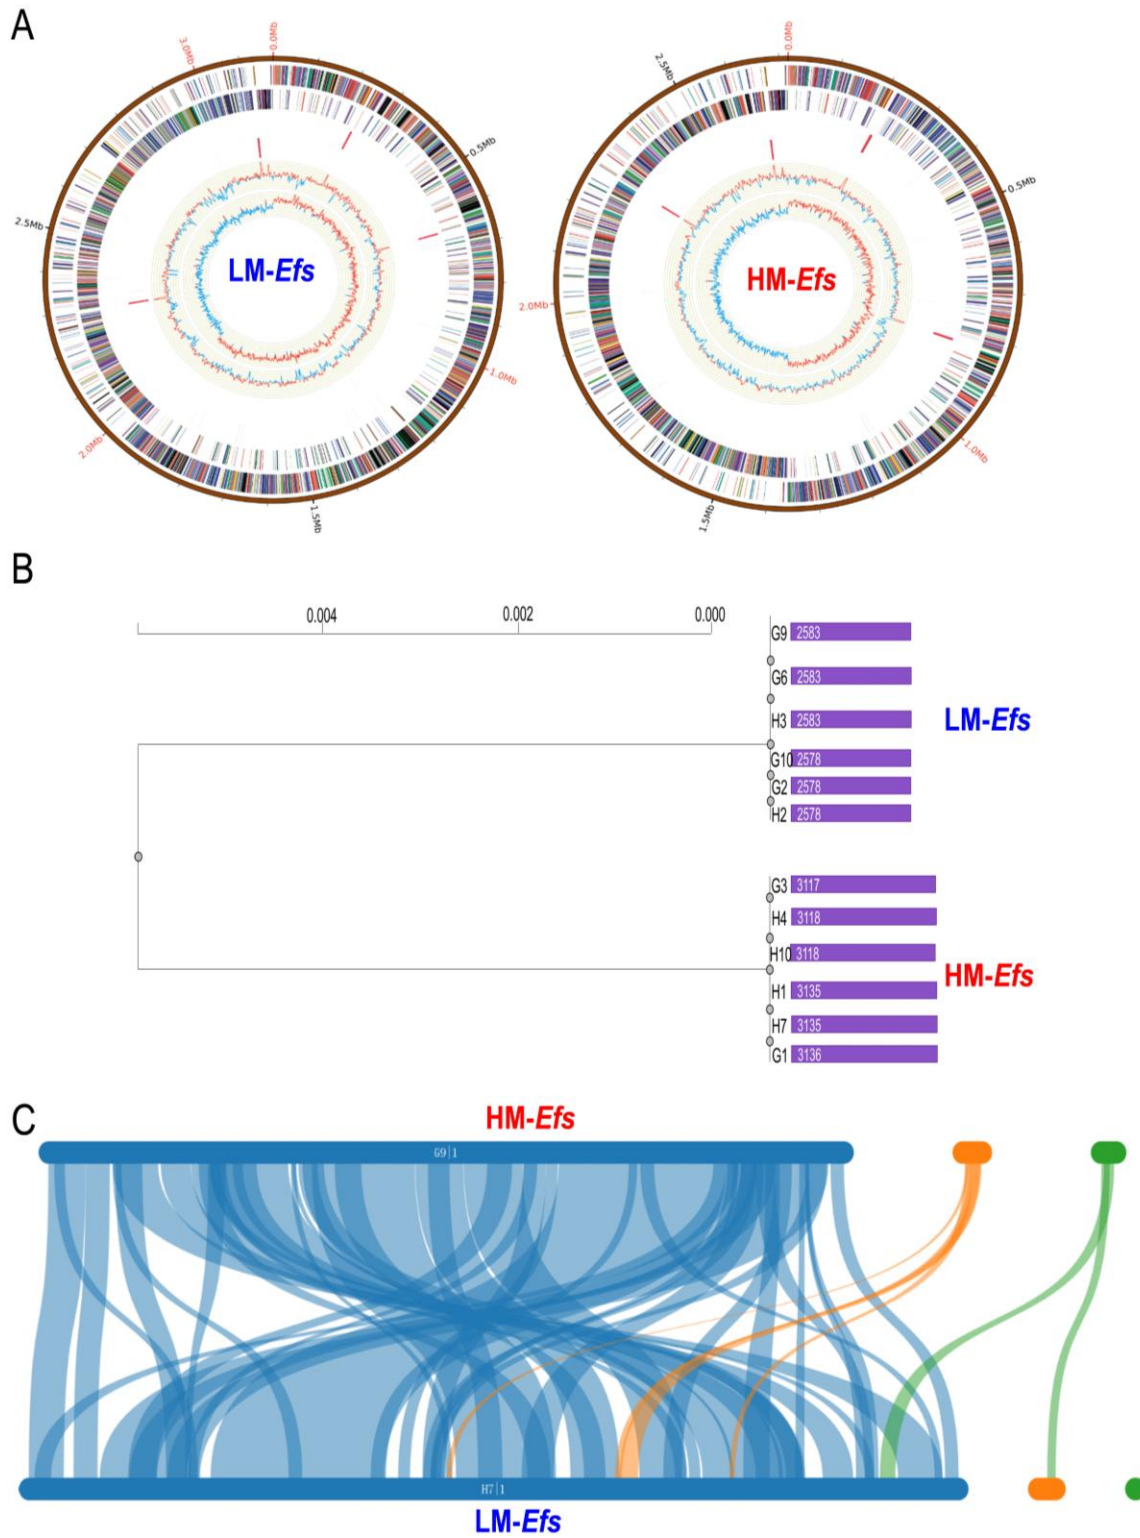 A
0.0Mb
0.5Mb
1.0Mb
1.5Mb
2.0Mb
2.5Mb
3.0Mb
LM-Efs
0.0Mb
0.5Mb
1.0Mb
1.5Mb
2.0Mb
2.5Mb
HM-Efs
B
0.004 0.002 0.000
G9 2583
G6 2583
H3 2583
LM-Efs
G10 2578
G2 2578
H2 2578
G3 3117
H4 3118
H10 3118
HM-Efs
H1 3135
H7 3135
G1 3136
C
HM-Efs
G9|1
H7|1
LM-Efs